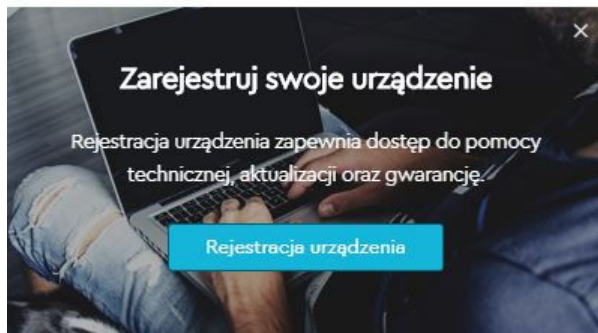 Zarejestruj swoje urządzenie
Rejestracja urządzenia zapewnia dostęp do pomocy
technicznej, aktualizacji oraz gwarancję.
Rejestracja urządzenia